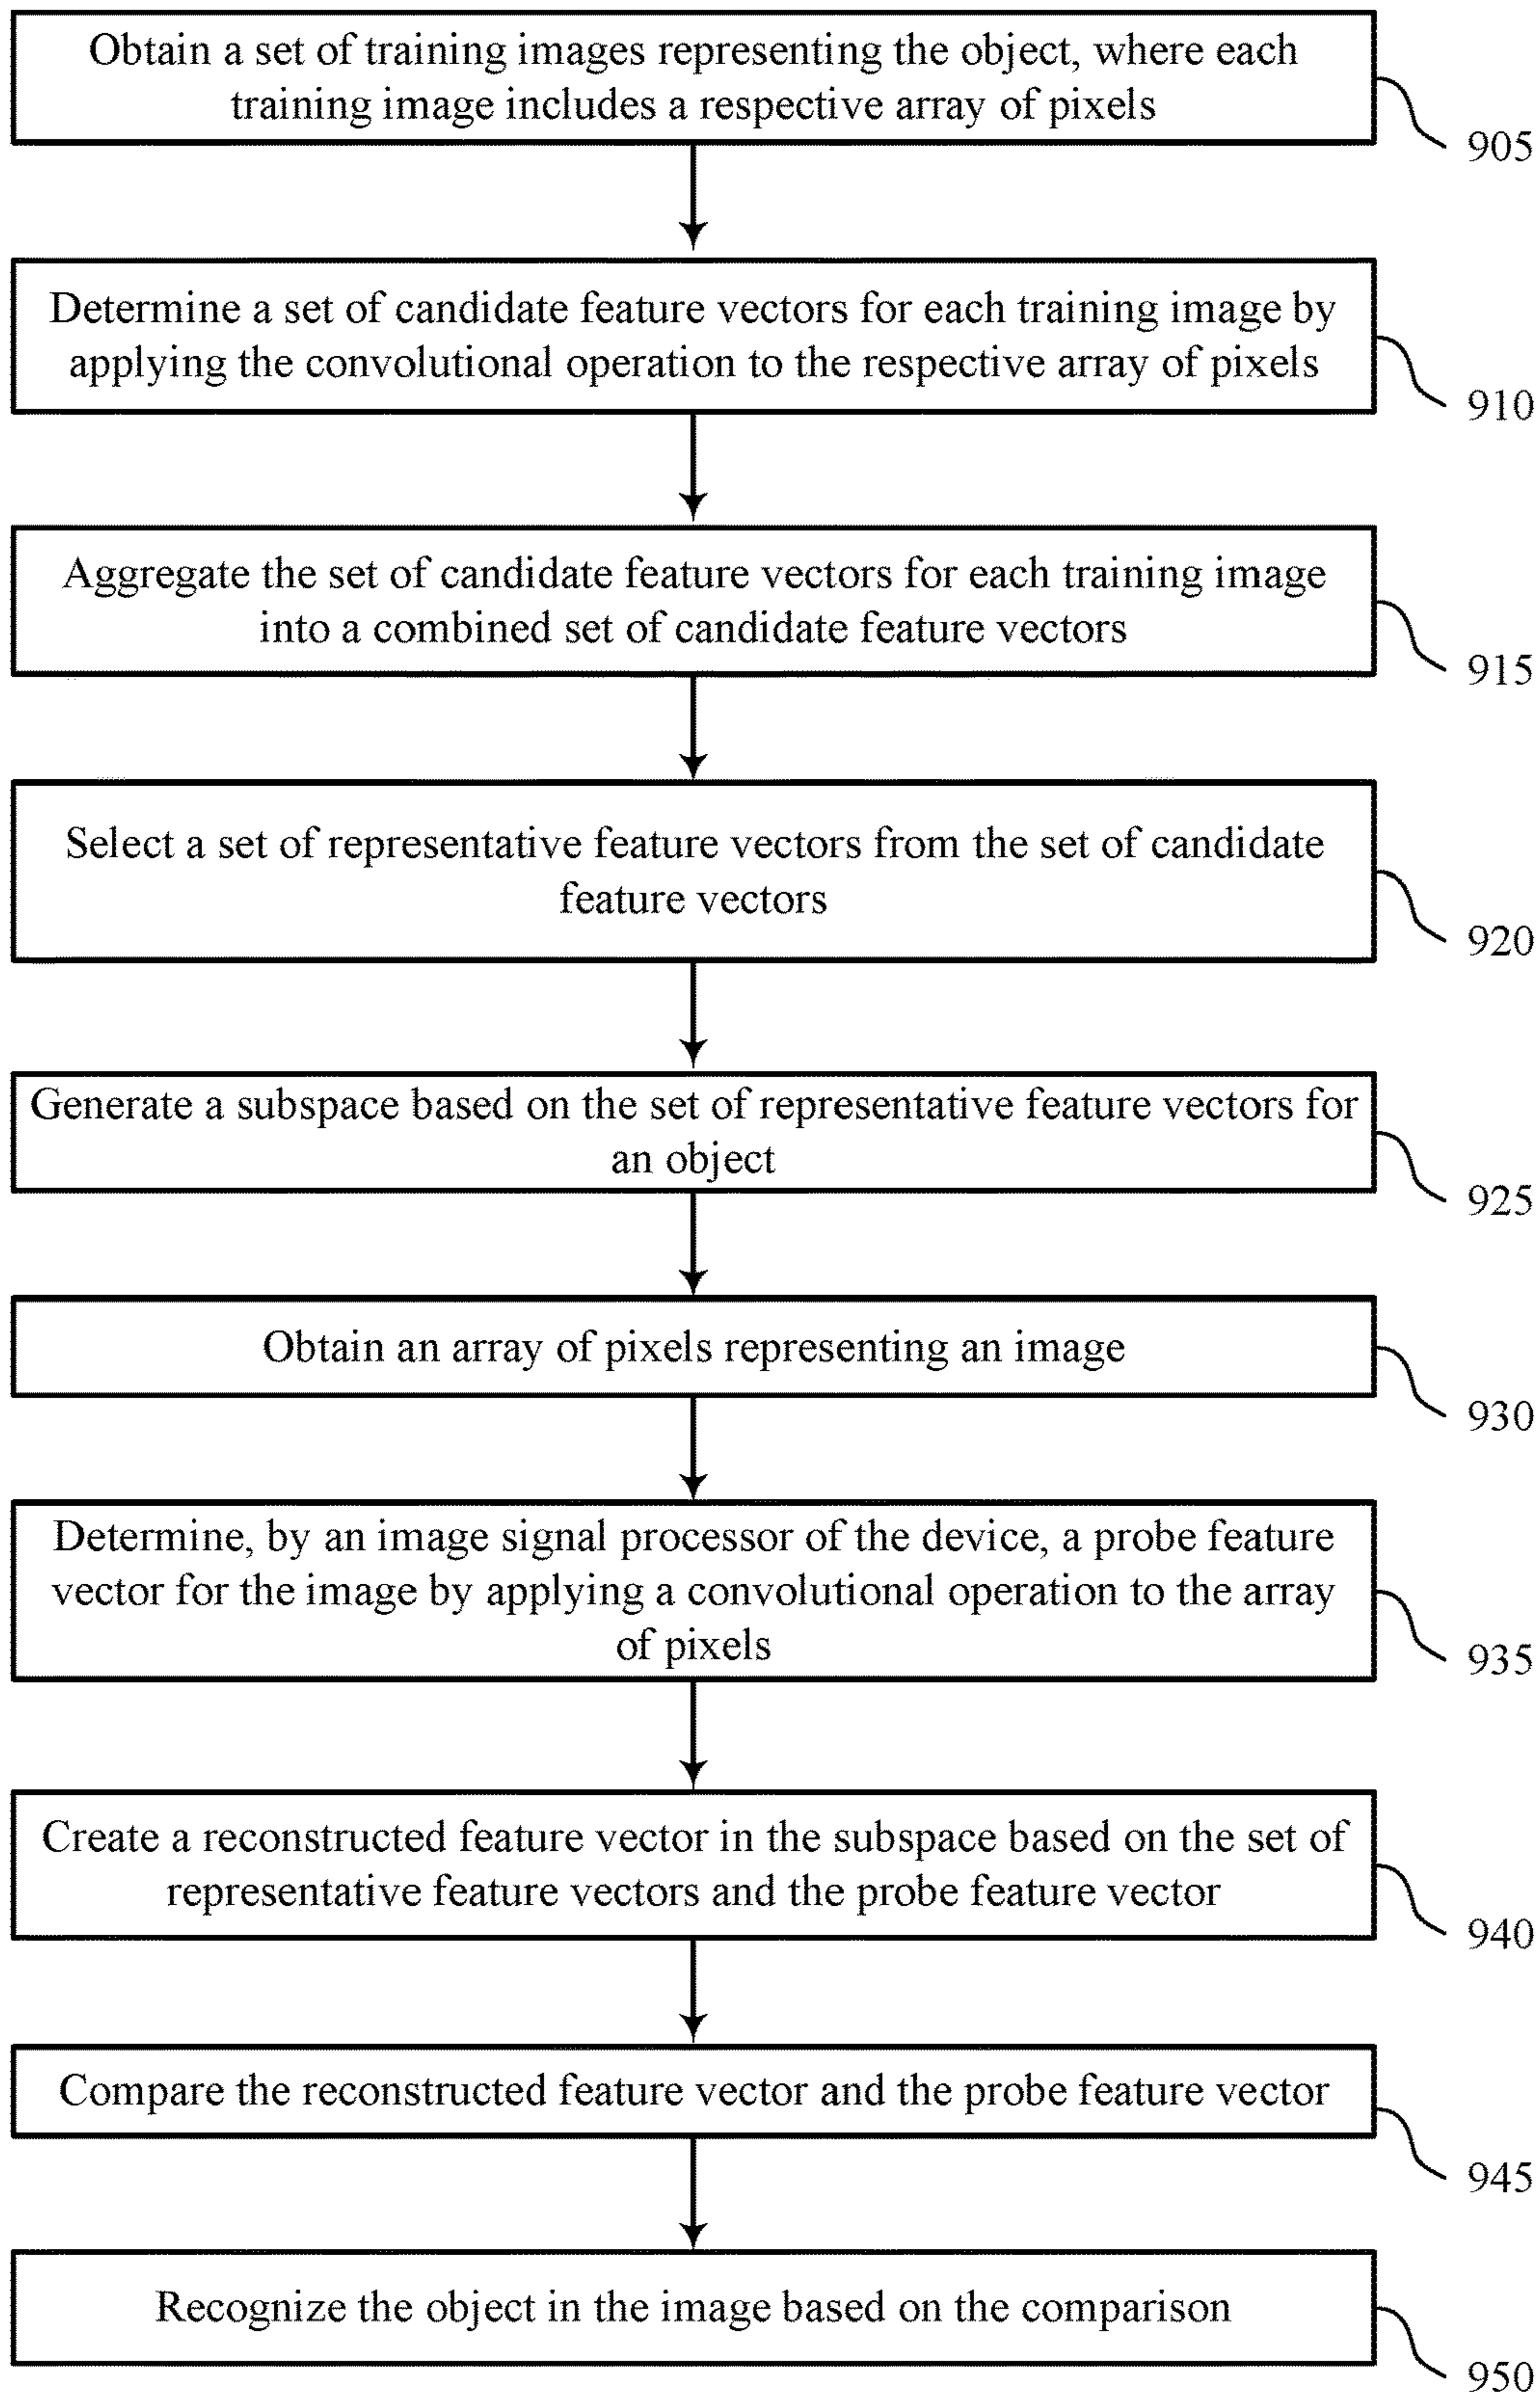 Obtain a set of training images representing the object, where each
training image includes a respective array of pixels
905
Determine a set of candidate feature vectors for each training image by
applying the convolutional operation to the respective array of pixels
910
Aggregate the set of candidate feature vectors for each training image
into a combined set of candidate feature vectors
915
Select a set of representative feature vectors from the set of candidate
feature vectors
920
Generate a subspace based on the set of representative feature vectors for
an object
925
Obtain an array of pixels representing an image
930
Determine, by an image signal processor of the device, a probe feature
vector for the image by applying a convolutional operation to the array
of pixels
935
Create a reconstructed feature vector in the subspace based on the set of
representative feature vectors and the probe feature vector
940
Compare the reconstructed feature vector and the probe feature vector
945
Recognize the object in the image based on the comparison
950